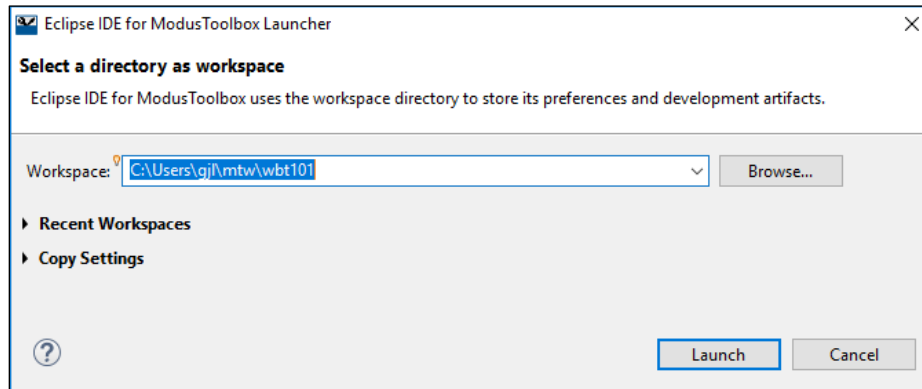 Eclipse IDE for ModusToolbox Launcher
Select a directory as workspace
Eclipse IDE for ModusToolbox uses the workspace directory to store its preferences and development artifacts.
Workspace: C:\Users\gjl\mtw\wbt101 Browse...
Recent Workspaces
Copy Settings
? Launch Cancel